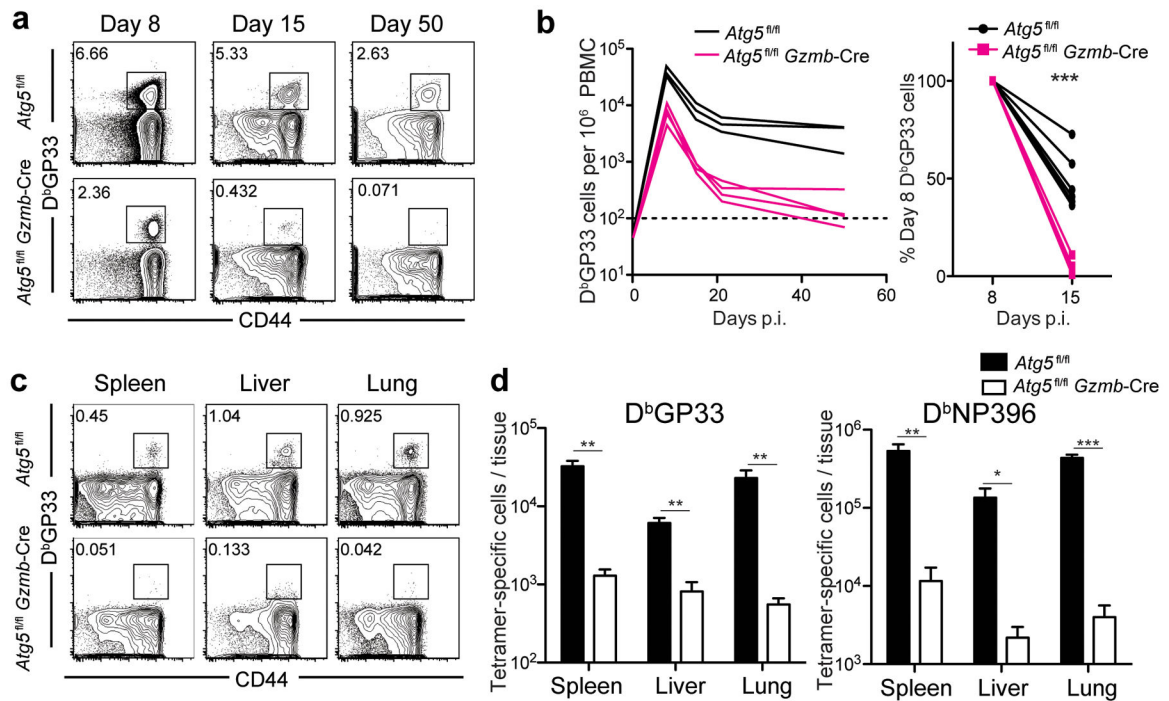 a
Day 8 Day 15 Day 50
6.66 5.33 2.63
Atg5fl/fl
2.36 0.432 0.071
Atg5fl/fl Gzmb-Cre
DbGP33
CD44
b
Atg5fl/fl
Atg5fl/fl Gzmb-Cre
DbGP33 cells per 10⁶ PBMC
10⁵
10⁴
10³
10²
10¹
0 20 40 60
Days p.i.
Atg5fl/fl
Atg5fl/fl Gzmb-Cre
% Day 8 DbGP33 cells
100
50
0
***
8 15
Days p.i.
c
Spleen Liver Lung
0.45 1.04 0.925
Atg5fl/fl
0.051 0.133 0.042
Atg5fl/fl Gzmb-Cre
DbGP33
CD44
d
Atg5fl/fl
Atg5fl/fl Gzmb-Cre
DbGP33
Tetramer-specific cells / tissue
10⁵
10⁴
10³
10²
** ** **
Spleen Liver Lung
DbNP396
Tetramer-specific cells / tissue
10⁶
10⁵
10⁴
10³
** * ***
Spleen Liver Lung